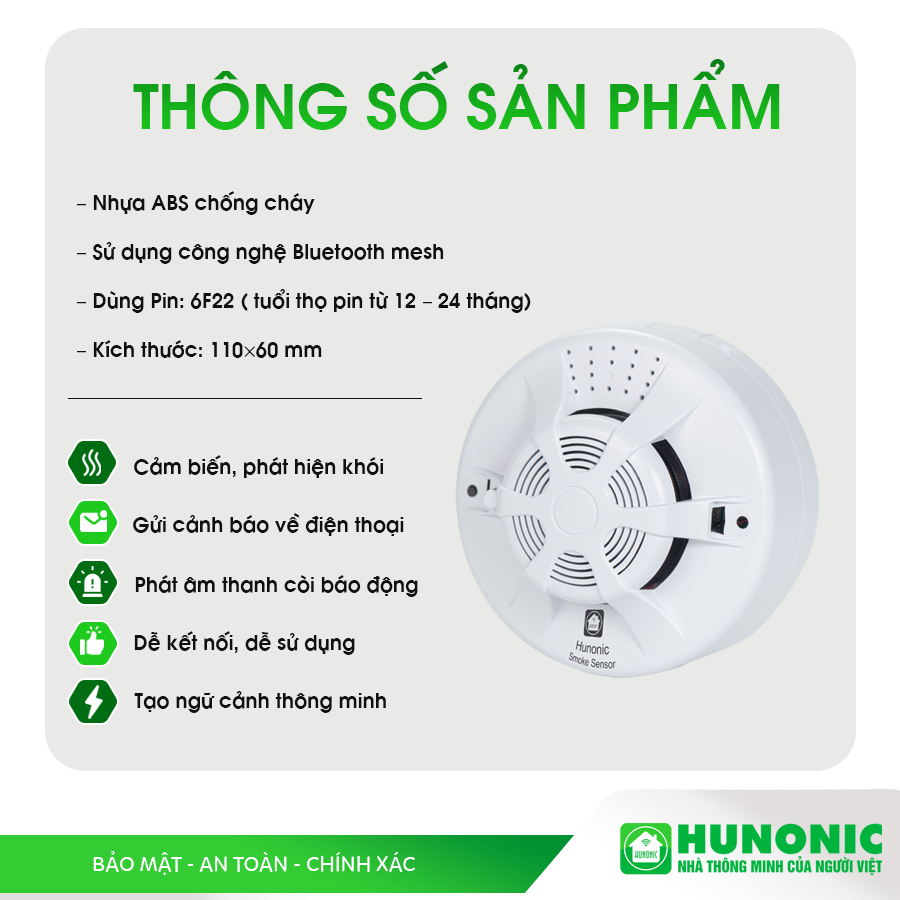 THÔNG SỐ SẢN PHẨM
– Nhựa ABS chống cháy
– Sử dụng công nghệ Bluetooth mesh
– Dùng Pin: 6F22 ( tuổi thọ pin từ 12 – 24 tháng)
– Kích thước: 110×60 mm
Cảm biến, phát hiện khói
Gửi cảnh báo về điện thoại
Phát âm thanh còi báo động
Dễ kết nối, dễ sử dụng
Tạo ngữ cảnh thông minh
Hunonic
Smoke Sensor
BẢO MẬT - AN TOÀN - CHÍNH XÁC
HUNONIC
HUNONIC
NHÀ THÔNG MINH CỦA NGƯỜI VIỆT